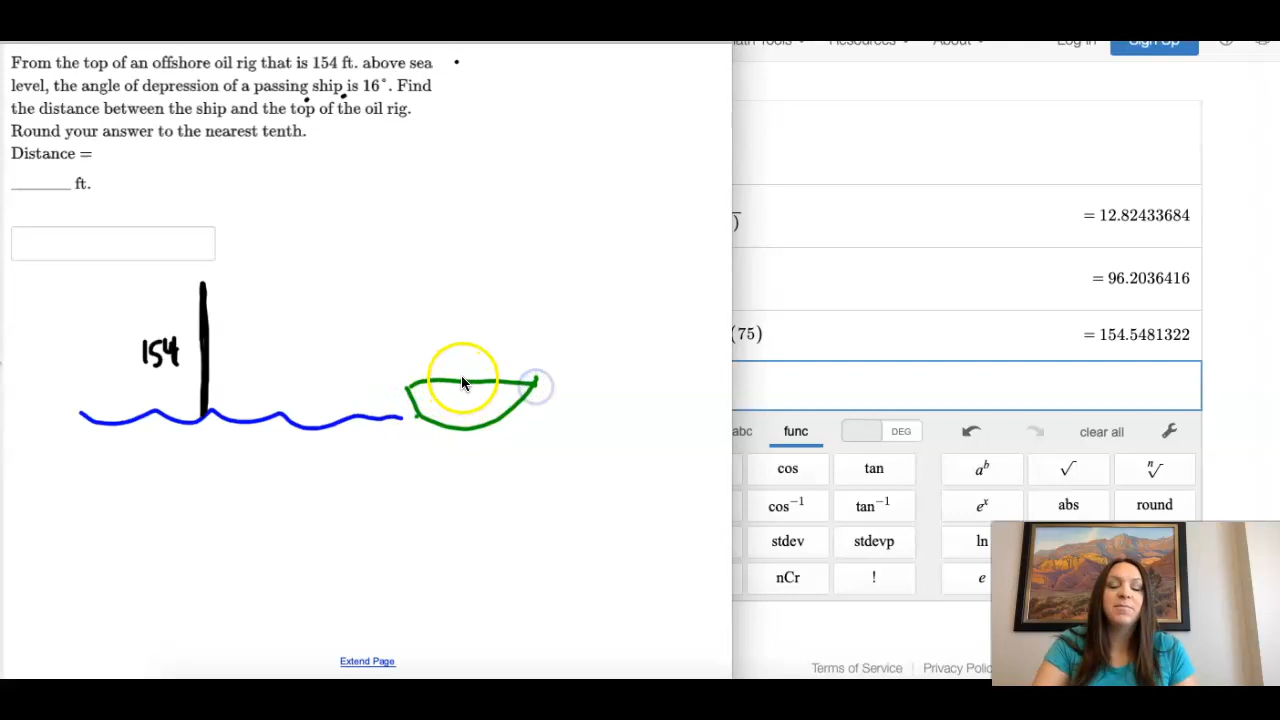 From the top of an offshore oil rig that is 154 ft. above sea
level, the angle of depression of a passing ship is 16°. Find
the distance between the ship and the top of the oil rig.
Round your answer to the nearest tenth.
Distance =
_______ ft.
154
Extend Page
Resources
About
Log In
Sign Up
)
= 12.82433684
= 96.2036416
(75)
= 154.5481322
abc
func
DEG
clear all
cos
tan
a^b
√
ⁿ√
cos⁻¹
tan⁻¹
eˣ
abs
round
stdev
stdevp
ln
nCr
!
e
Terms of Service